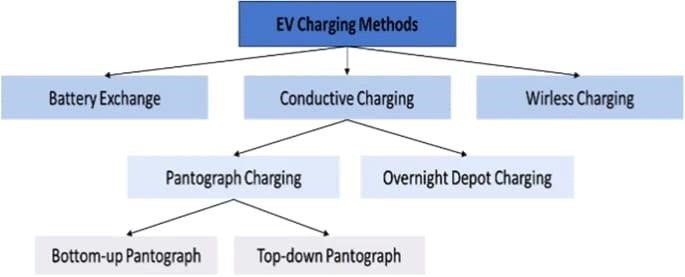 EV Charging Methods
Battery Exchange
Conductive Charging
Wirless Charging
Pantograph Charging
Overnight Depot Charging
Bottom-up Pantograph
Top-down Pantograph